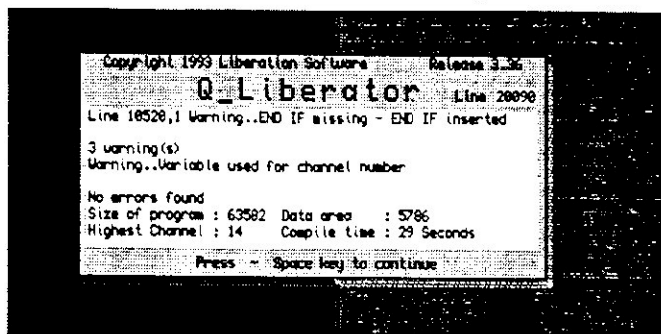 Copyright 1993 Liberation Software Release 3.36
Q_Liberator Line 20090
Line 10520,1 Warning..END IF missing - END IF inserted
3 warning(s)
Warning..Variable used for channel number
No errors found
Size of program : 63582 Data area : 5786
Highest Channel : 14 Compile time : 29 Seconds
Press - Space key to continue